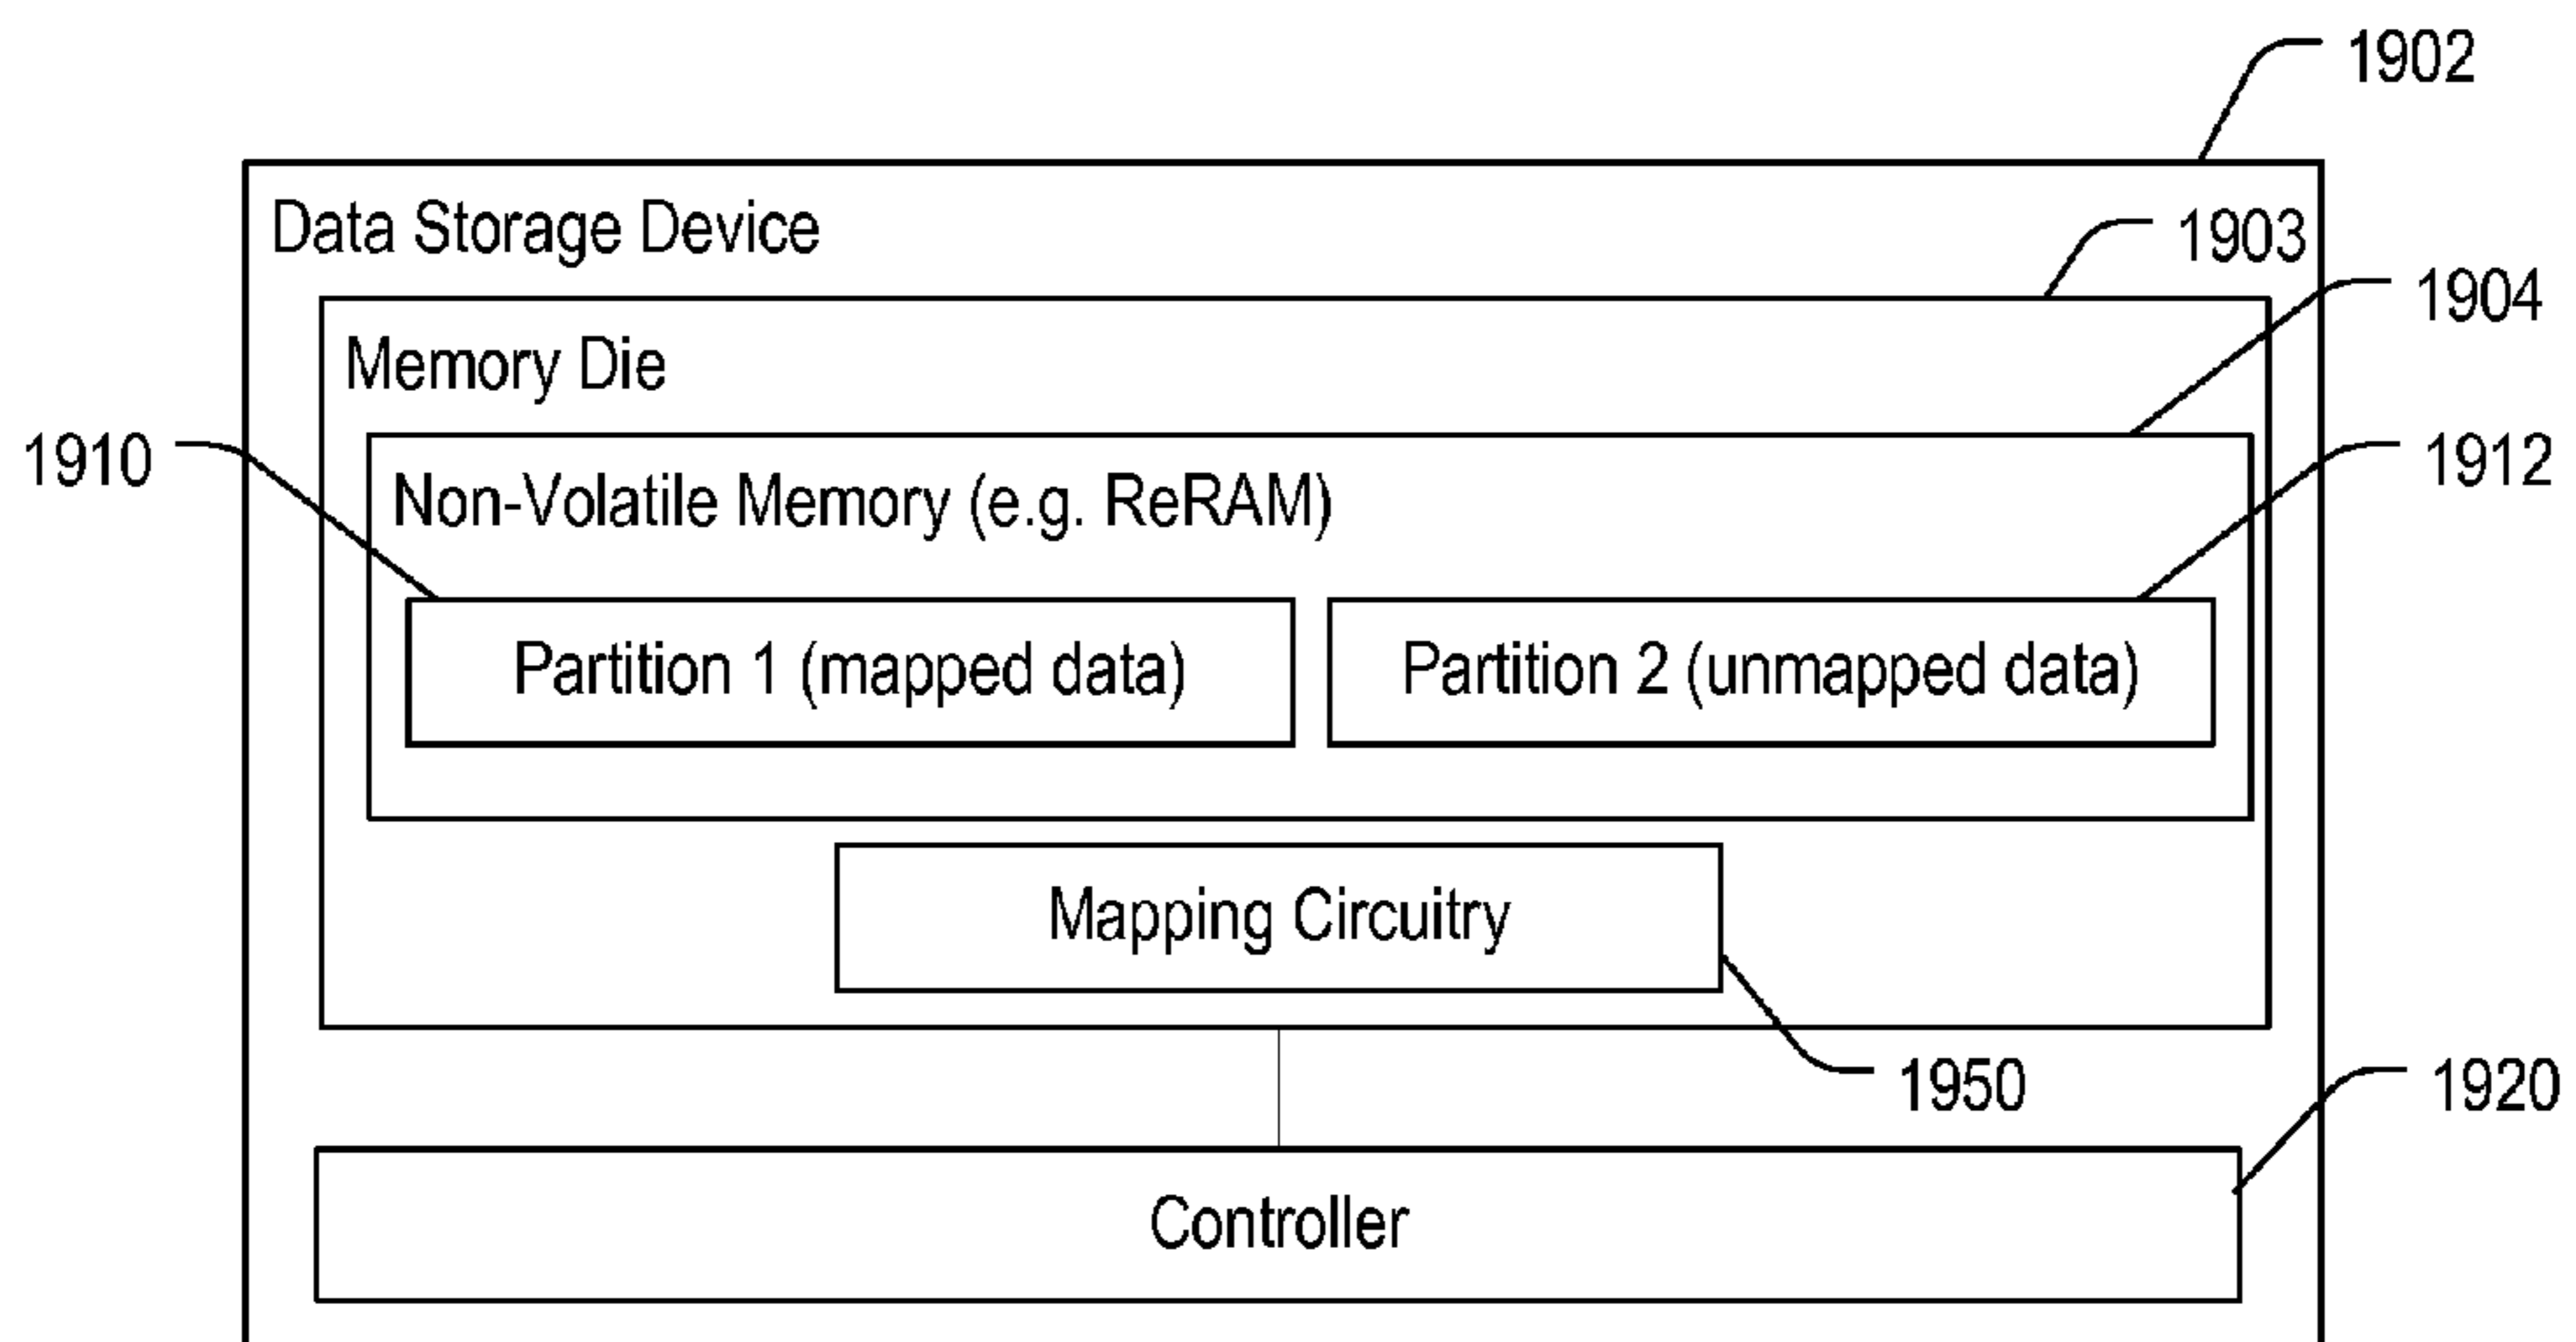 1902
Data Storage Device
1903
1904
Memory Die
1910
1912
Non-Volatile Memory (e.g. ReRAM)
Partition 1 (mapped data)
Partition 2 (unmapped data)
Mapping Circuitry
1950
1920
Controller